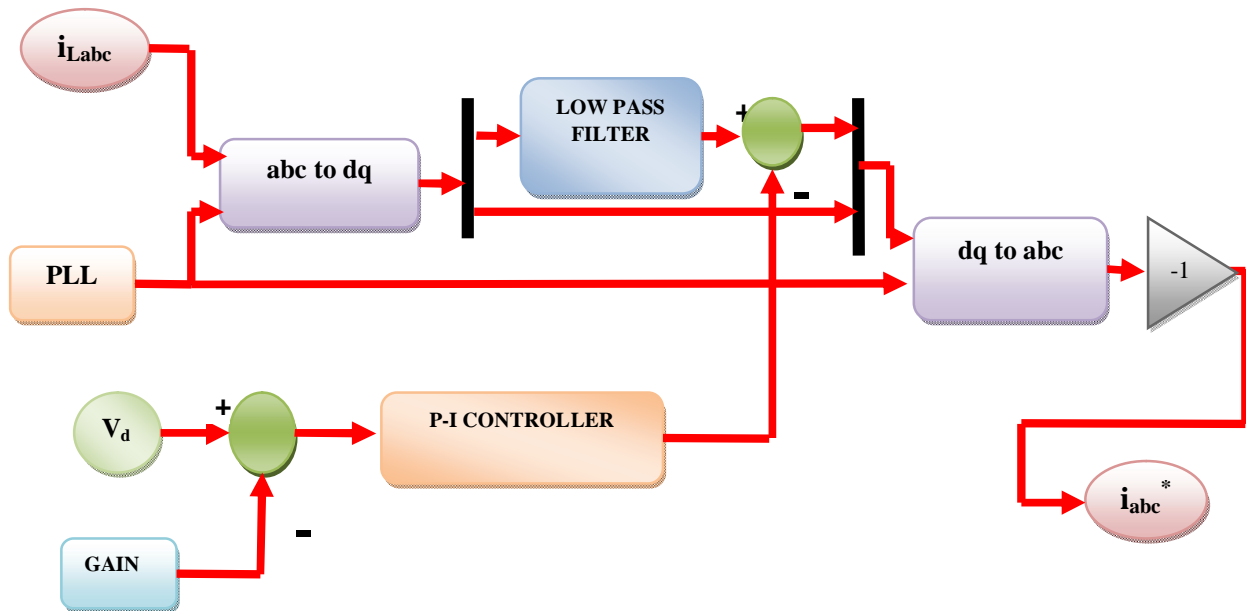 iLabc
LOW PASS
FILTER
+
abc to dq
-
PLL
dq to abc
-1
+
Vd
P-I CONTROLLER
iabc*
-
GAIN